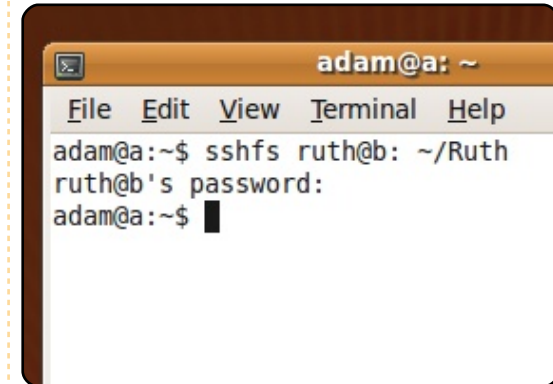 adam@a: ~
File Edit View Terminal Help
adam@a:~$ sshfs ruth@b: ~/Ruth
ruth@b's password:
adam@a:~$